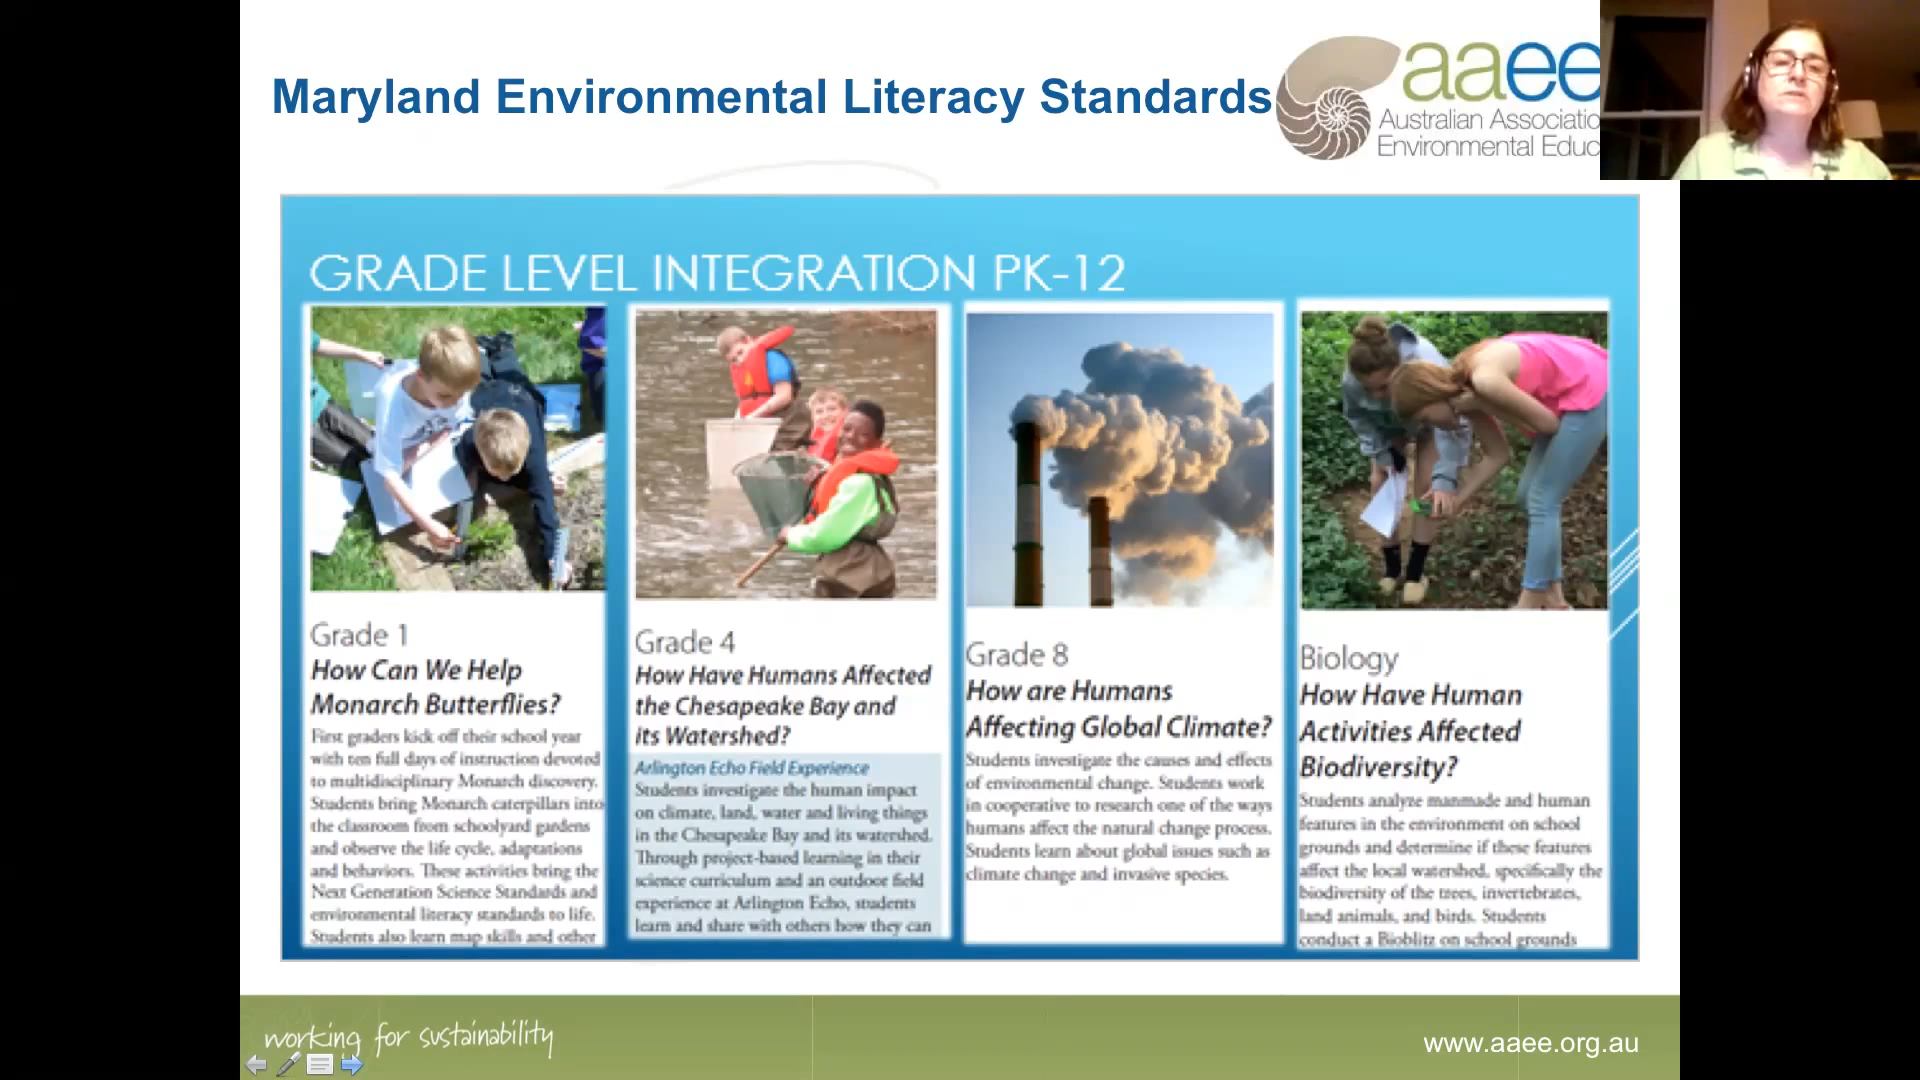 Maryland Environmental Literacy Standards
aaee
Australian Associatio
Environmental Educ
GRADE LEVEL INTEGRATION PK-12
Grade 1
How Can We Help
Monarch Butterflies?
First graders kick off their school year
with ten full days of instruction devoted
to multidisciplinary Monarch discovery.
Students bring Monarch caterpillars into
the classroom from schoolyard gardens
and observe the life cycle, adaptations
and behaviors. These activities bring the
Next Generation Science Standards and
environmental literacy standards to life.
Students also learn map skills and other
Grade 4
How Have Humans Affected
the Chesapeake Bay and
its Watershed?
Arlington Echo Field Experience
Students investigate the human impact
on climate, land, water and living things
in the Chesapeake Bay and its watershed.
Through project-based learning in their
science curriculum and an outdoor field
experience at Arlington Echo, students
learn and share with others how they can
Grade 8
How are Humans
Affecting Global Climate?
Students investigate the causes and effects
of environmental change. Students work
in cooperative to research one of the ways
humans affect the natural change process.
Students learn about global issues such as
climate change and invasive species.
Biology
How Have Human
Activities Affected
Biodiversity?
Students analyze manmade and human
features in the environment on school
grounds and determine if these features
affect the local watershed, specifically the
biodiversity of the trees, invertebrates,
land animals, and birds. Students
conduct a Bioblitz on school grounds
working for sustainability
www.aaee.org.au